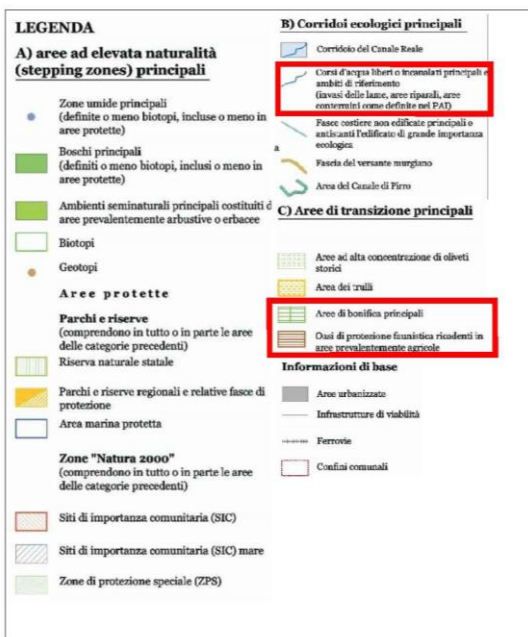 LEGENDA
A) aree ad elevata naturalità
(stepping zones) principali
Zone umide principali
(definite o meno biotopi, incluse o meno in
aree protette)
Boschi principali
(definiti o meno biotopi, inclusi o meno in
aree protette)
Ambienti seminaturali principali costituiti d
aree prevalentemente arbustive o erbacee
Biotopi
Geotopi
Aree protette
Parchi e riserve
(comprendono in tutto o in parte le aree
delle categorie precedenti)
Riserva naturale statale
Parchi e riserve regionali e relative fasce di
protezione
Area marina protetta
Zone "Natura 2000"
(comprendono in tutto o in parte le aree
delle categorie precedenti)
Siti di importanza comunitaria (SIC)
Siti di importanza comunitaria (SIC) mare
Zone di protezione speciale (ZPS)
B) Corridoi ecologici principali
Corridoio del Canale Reale
Corsi d'acqua liberi o incanalati principali e
ambiti di riferimento
(invasi delle lame, aree riparali, aree
contermini come definite nel PAI)
Fasce costiere non edificate principali o
antistanti l'edificato di grande importanza
ecologica
a
Fascia del versante murgiano
Area del Canale di Pirro
C) Aree di transizione principali
Aree ad alta concentrazione di oliveti
storici
Area dei trulli
Aree di bonifica principali
Oasi di protezione faunistica ricadenti in
aree prevalentemente agricole
Informazioni di base
Aree urbanizzate
Infrastrutture di viabilità
Ferrovie
Confini comunali